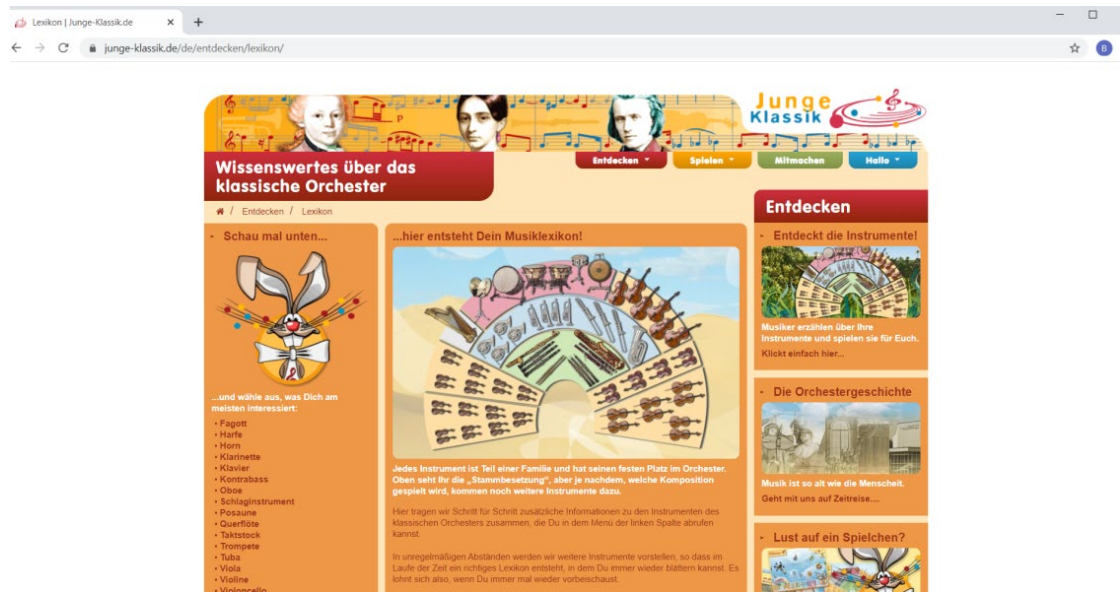 Lexikon | Junge-Klassik.de
junge-klassik.de/de/entdecken/lexikon/
B
P
Junge
Klassik
Wissenswertes über das
klassische Orchester
Entdecken
Spielen
Mitmachen
Hallo
/ Entdecken / Lexikon
- Schau mal unten...
...und wähle aus, was Dich am
meisten interessiert:
• Fagott
• Harfe
• Horn
• Klarinette
• Klavier
• Kontrabass
• Oboe
• Schlaginstrument
• Posaune
• Querflöte
• Taktstock
• Trompete
• Tuba
• Viola
• Violine
• Violoncello
...hier entsteht Dein Musiklexikon!
Jedes Instrument ist Teil einer Familie und hat seinen festen Platz im Orchester.
Oben seht Ihr die „Stammbesetzung", aber je nachdem, welche Komposition
gespielt wird, kommen noch weitere Instrumente dazu.
Hier tragen wir Schritt für Schritt zusätzliche Informationen zu den Instrumenten des
klassischen Orchesters zusammen, die Du in dem Menü der linken Spalte abrufen
kannst.
In unregelmäßigen Abständen werden wir weitere Instrumente vorstellen, so dass im
Laufe der Zeit ein richtiges Lexikon entsteht, in dem Du immer wieder blättern kannst. Es
lohnt sich also, wenn Du immer mal wieder vorbeischaust.
Entdecken
- Entdeckt die Instrumente!
Musiker erzählen über Ihre
Instrumente und spielen sie für Euch.
Klickt einfach hier...
- Die Orchestergeschichte
Musik ist so alt wie die Menscheit.
Geht mit uns auf Zeitreise....
- Lust auf ein Spielchen?